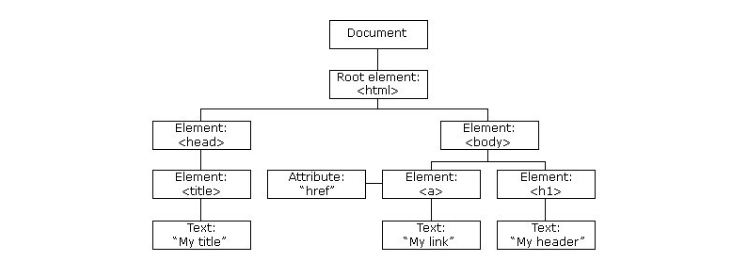 Document
Root element:
<html>
Element:
<head>
Element:
<body>
Element:
<title>
Attribute:
“href”
Element:
<a>
Element:
<h1>
Text:
“My title”
Text:
“My link”
Text:
“My header”